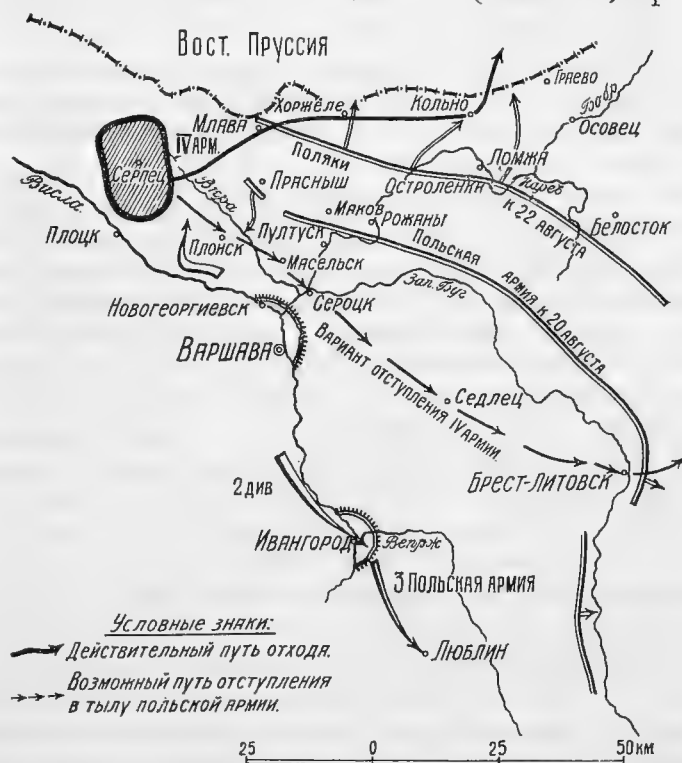 Вост. Пруссия
Граево
Бобр
Осовец
Хоржеле
Кольно
Млава
IV АРМ.
Серпец
Вкра
Поляки
Ломжа
Остроленка
Нарев
к 22 августа
Белосток
Прасныш
Маков
Рожаны
Висла.
Плоцк
Плонск
Пултуск
Масельск
Польская
армия к 20 августа
Сероцк
Зап. Буг
Новогеоргиевск
Варшава
Вариант отступления IV армии.
Седлец
Брест-Литовск
2 див
Ивангород
Вепрж
3 Польская армия
Люблин
Условные знаки:
Действительный путь отхода.
Возможный путь отступления
в тылу польской армии.
25 0 25 50 км